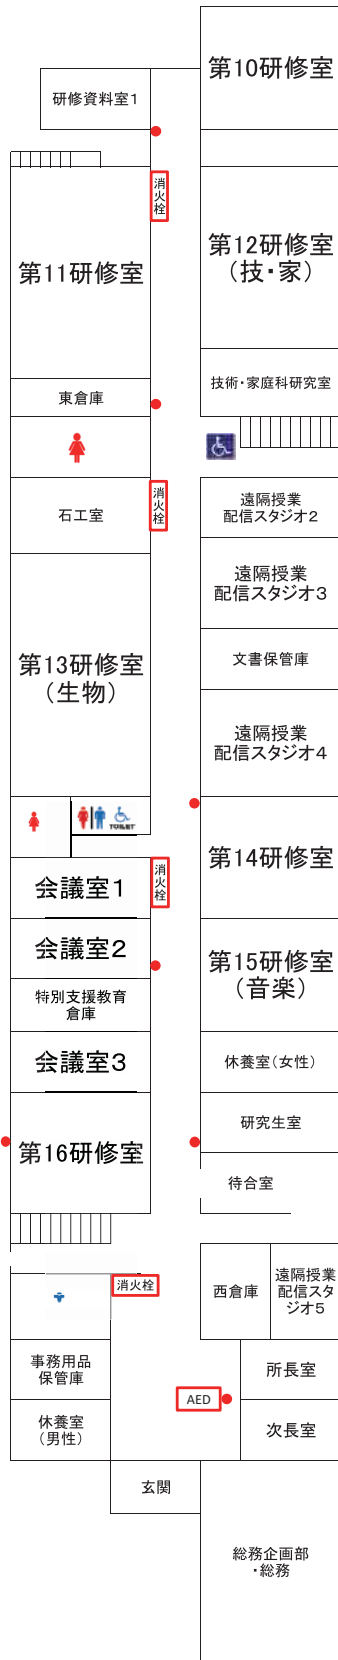 第10研修室
研修資料室1
消火栓
第11研修室
第12研修室
(技・家)
技術・家庭科研究室
東倉庫
石工室
消火栓
遠隔授業
配信スタジオ2
遠隔授業
配信スタジオ3
第13研修室
(生物)
文書保管庫
遠隔授業
配信スタジオ4
TOILET
第14研修室
会議室1
消火栓
会議室2
第15研修室
(音楽)
特別支援教育
倉庫
会議室3
休養室(女性)
第16研修室
研究生室
待合室
消火栓
西倉庫
遠隔授業
配信スタ
ジオ5
事務用品
保管庫
所長室
AED
休養室
(男性)
次長室
玄関
総務企画部
・総務